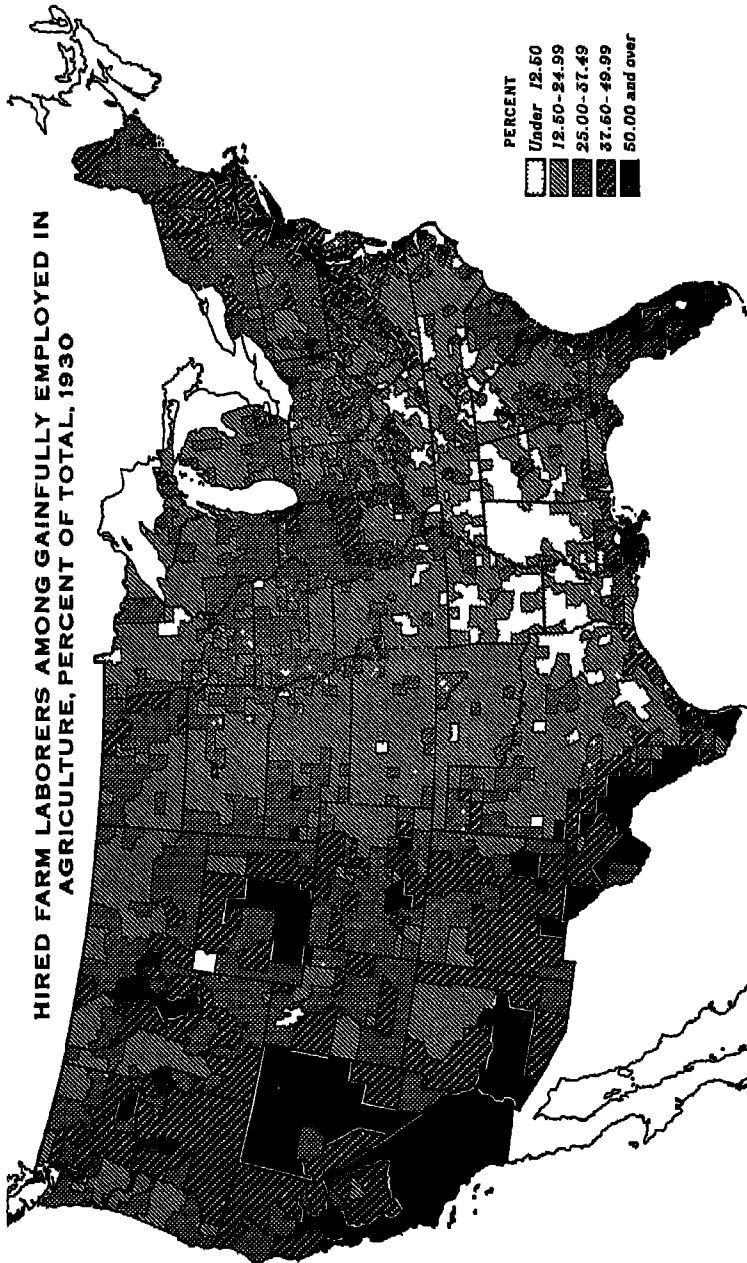 HIRED FARM LABORERS AMONG GAINFULLY EMPLOYED IN
AGRICULTURE, PERCENT OF TOTAL, 1930
PERCENT
Under 12.50
12.50-24.99
25.00-37.49
37.50-49.99
50.00 and over